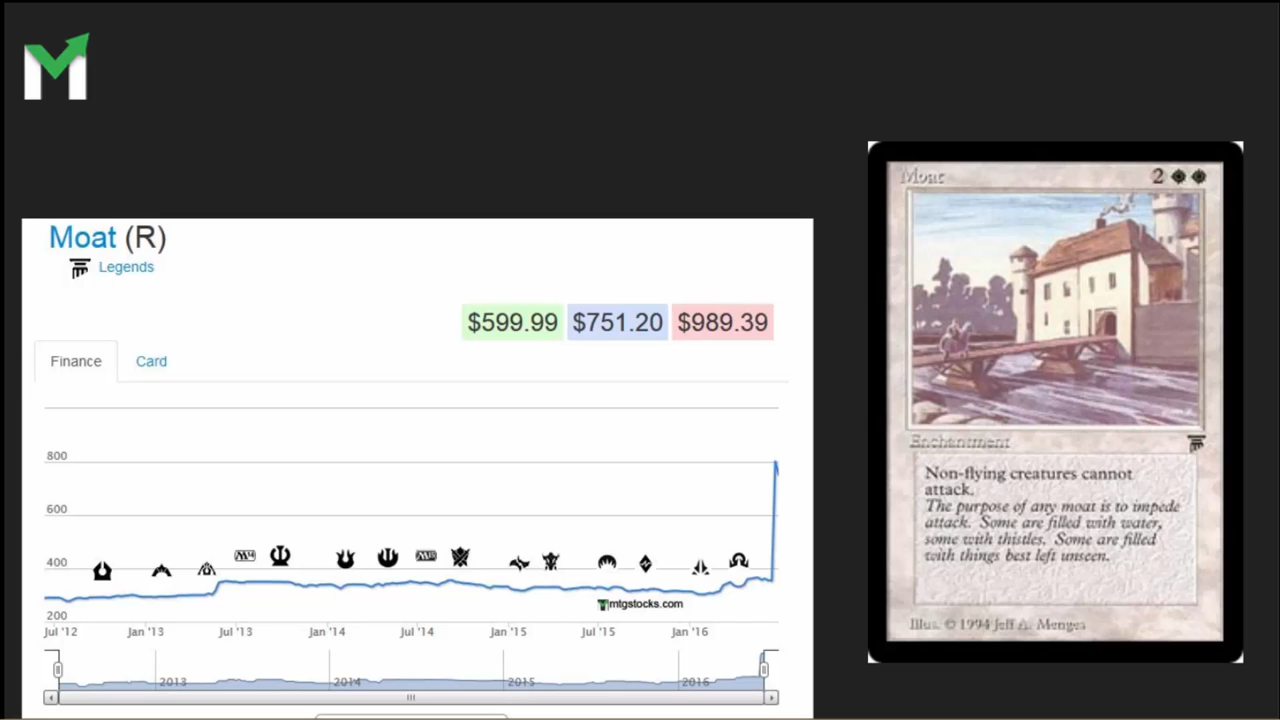 Moat (R)
Legends
$599.99 $751.20 $989.39
Finance Card
800
600
400
200
mtgstocks.com
Jul '12 Jan '13 Jul '13 Jan '14 Jul '14 Jan '15 Jul '15 Jan '16
2013 2014 2015 2016
Moat 2
Enchantment
Non-flying creatures cannot
attack.
The purpose of any moat is to impede
attack. Some are filled with water,
some with thistles. Some are filled
with things best left unseen.
Illus. © 1994 Jeff A. Menges